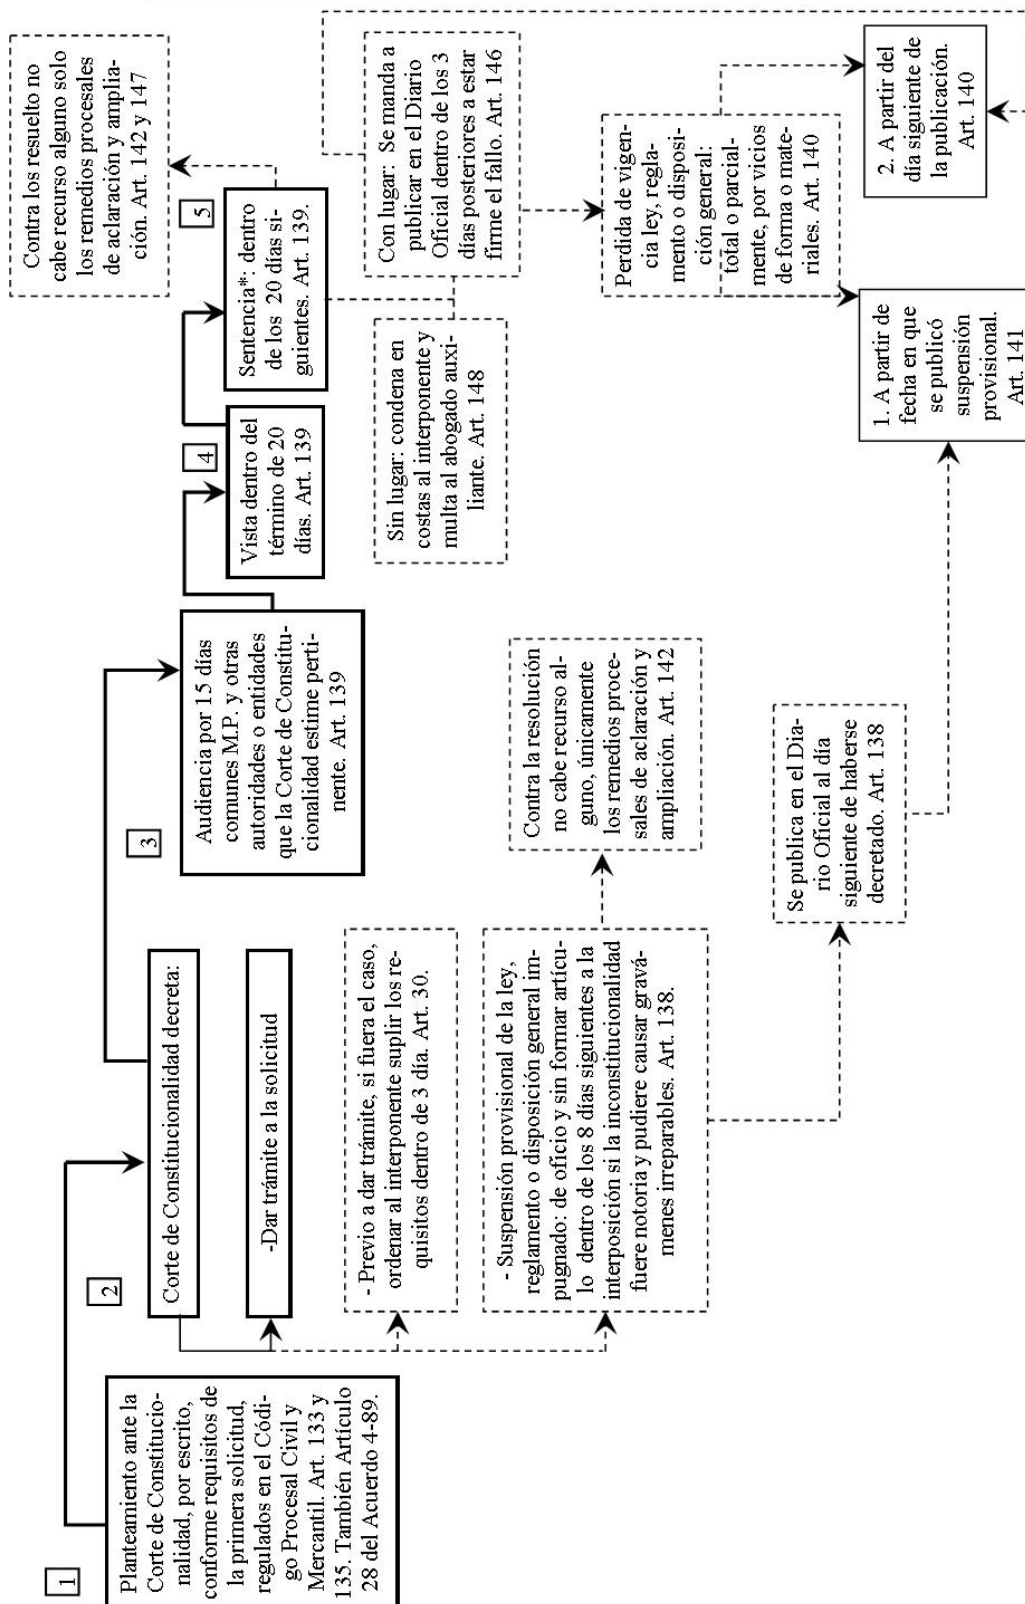 1
Planteamiento ante la
Corte de Constitucio-
nalidad, por escrito,
conforme requisitos de
la primera solicitud,
regulados en el Códi-
go Procesal Civil y
Mercantil. Art. 133 y
135. También Artículo
28 del Acuerdo 4-89.
2
Corte de Constitucionalidad decreta:
-Dar trámite a la solicitud
- Previo a dar trámite, si fuera el caso,
ordenar al interponente suplir los re-
quisitos dentro de 3 día. Art. 30.
- Suspensión provisional de la ley,
reglamento o disposición general im-
pugnado: de oficio y sin formar artícu-
lo dentro de los 8 días siguientes a la
interposición si la inconstitucionalidad
fuere notoria y pudiere causar gravá-
menes irreparables. Art. 138.
Contra la resolución
no cabe recurso al-
guno, únicamente
los remedios proce-
sales de aclaración y
ampliación. Art. 142
Se publica en el Dia-
rio Oficial al día
siguiente de haberse
decretado. Art. 138
3
Audiencia por 15 días
comunes M.P. y otras
autoridades o entidades
que la Corte de Constitu-
cionalidad estime perti-
nente. Art. 139
4
Vista dentro del
término de 20
días. Art. 139
5
Sentencia*: dentro
de los 20 días si-
guientes. Art. 139.
Contra los resuelto no
cabe recurso alguno solo
los remedios procesales
de aclaración y amplia-
ción. Art. 142 y 147
Sin lugar: condena en
costas al interponente y
multa al abogado auxi-
liante. Art. 148
Con lugar: Se manda a
publicar en el Diario
Oficial dentro de los 3
días posteriores a estar
firme el fallo. Art. 146
Perdida de vigen-
cia ley, regla-
mento o disposi-
ción general:
total o parcial-
mente, por vicios
de forma o mate-
riales. Art. 140
1. A partir de
fecha en que
se publicó
suspensión
provisional.
Art. 141
2. A partir del
día siguiente de
la publicación.
Art. 140